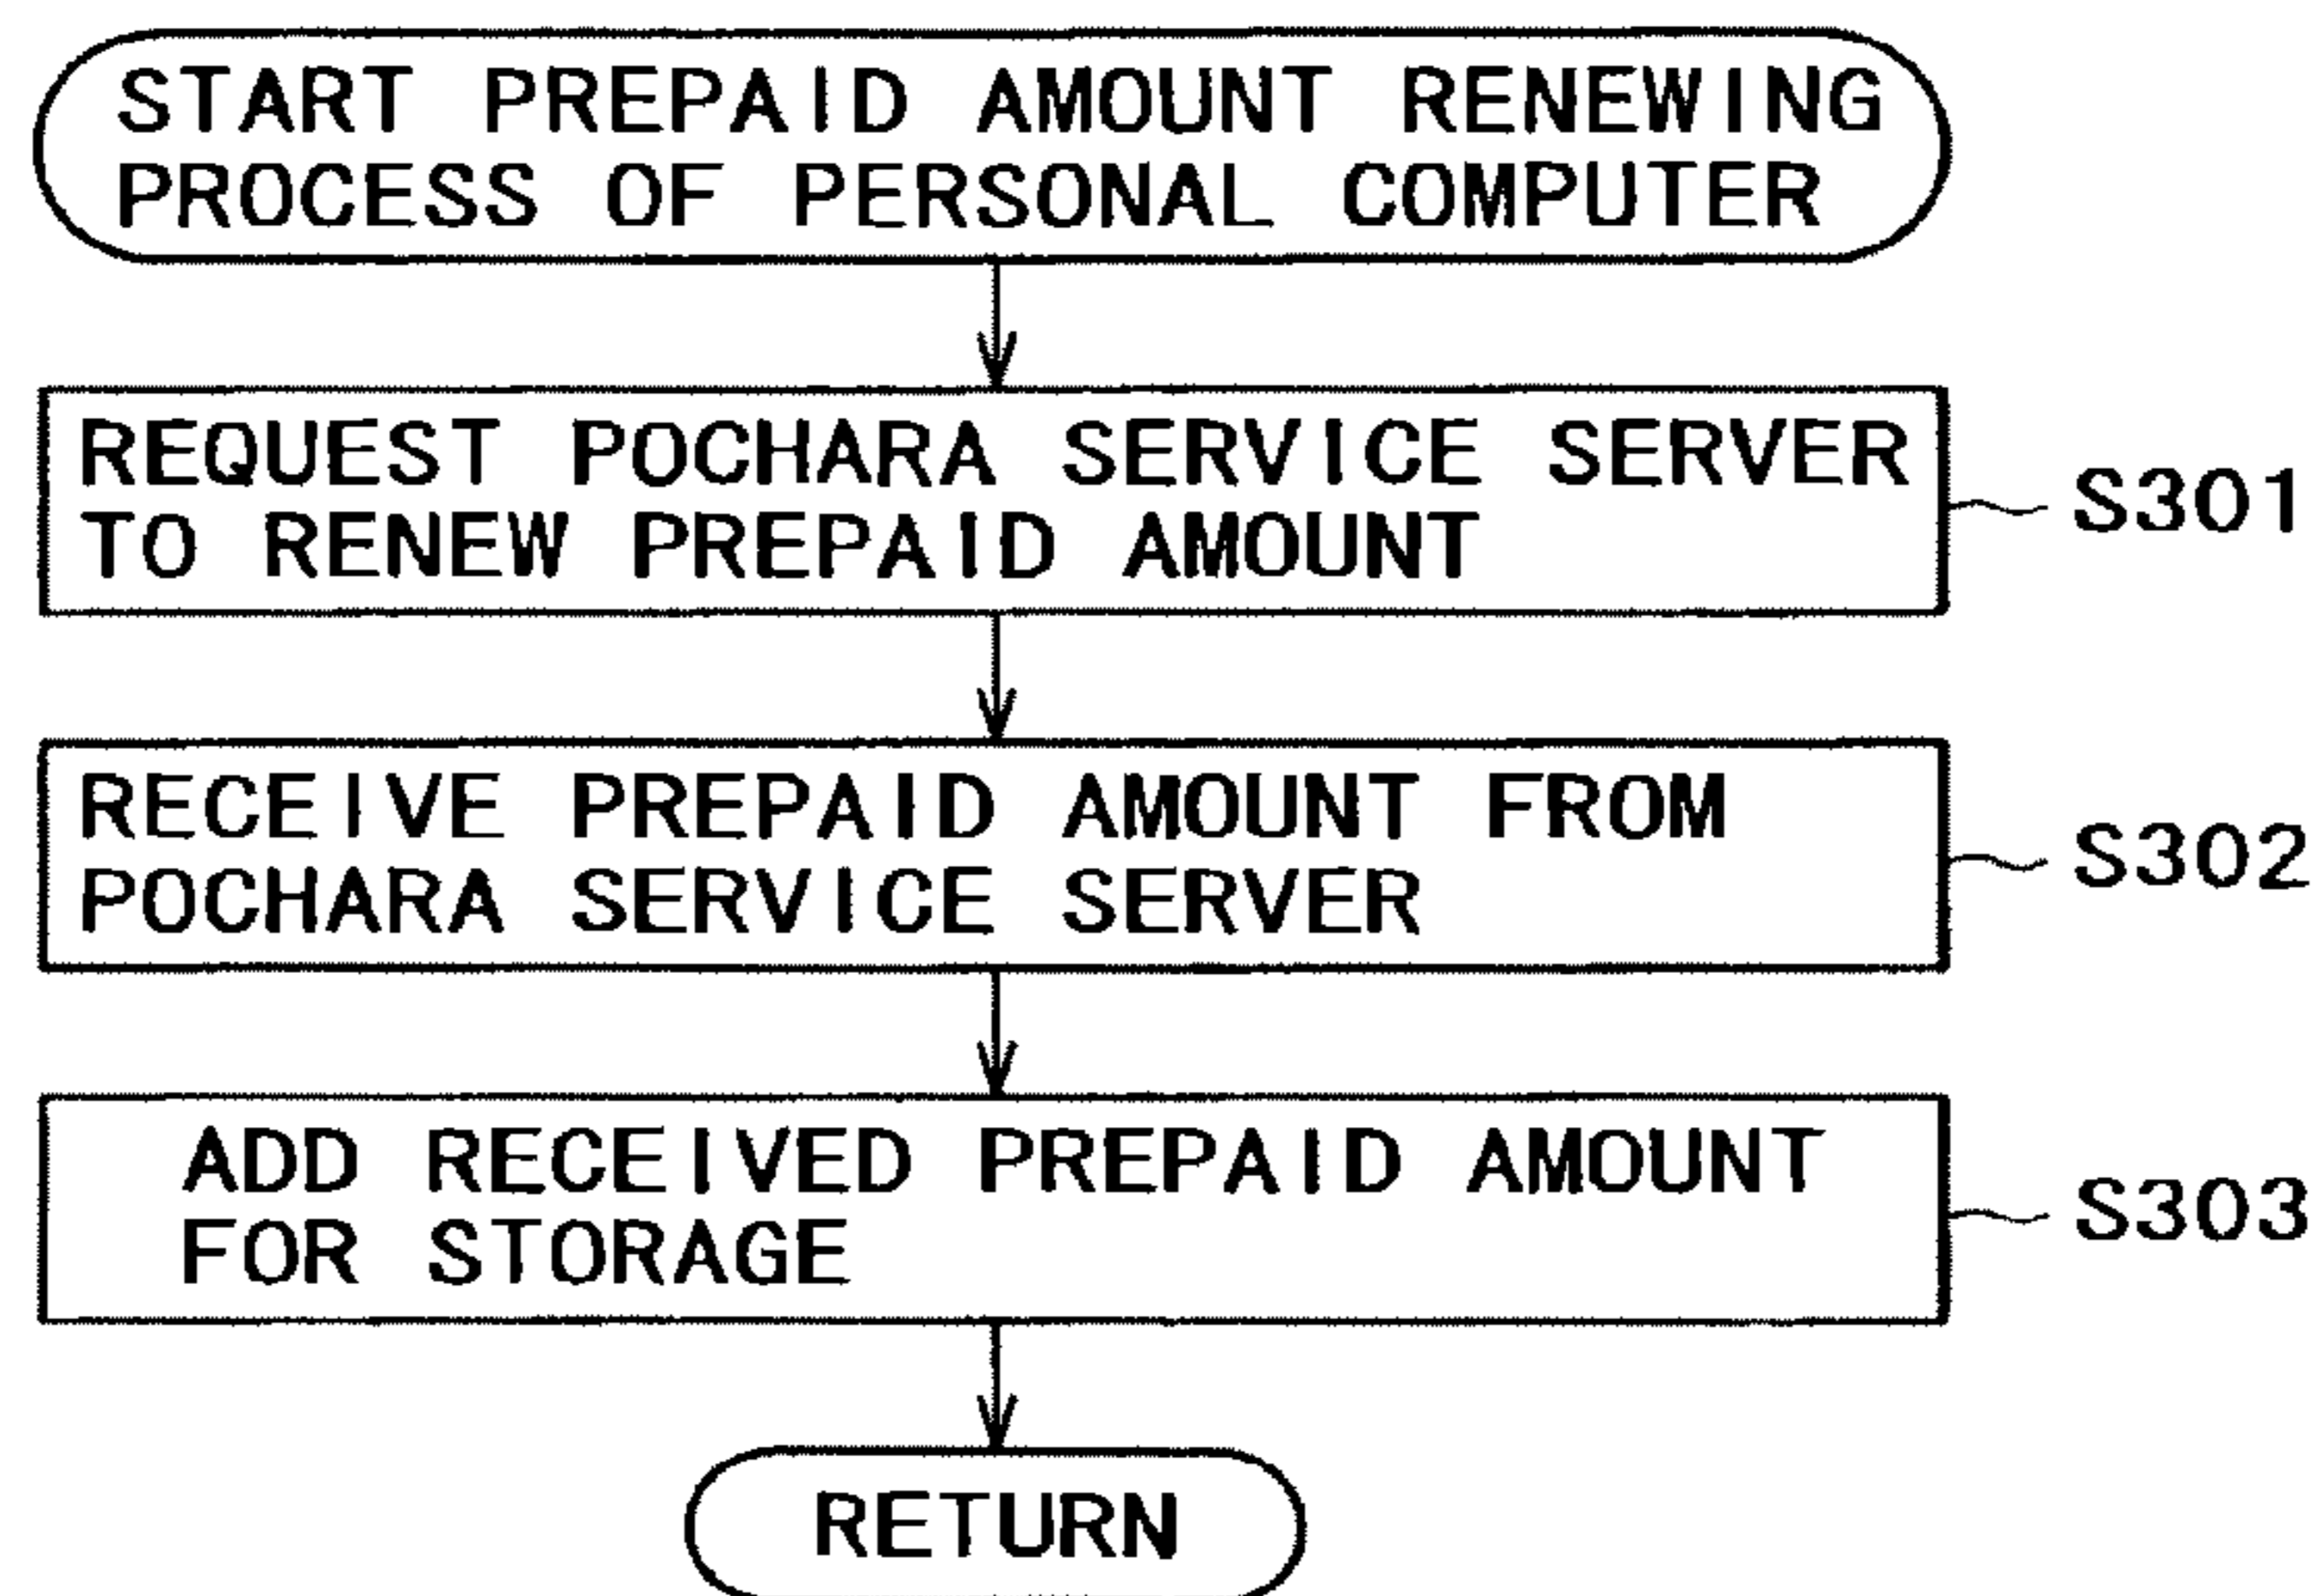 START PREPAID AMOUNT RENEWING
PROCESS OF PERSONAL COMPUTER
REQUEST POCHARA SERVICE SERVER
TO RENEW PREPAID AMOUNT
S301
RECEIVE PREPAID AMOUNT FROM
POCHARA SERVICE SERVER
S302
ADD RECEIVED PREPAID AMOUNT
FOR STORAGE
S303
RETURN